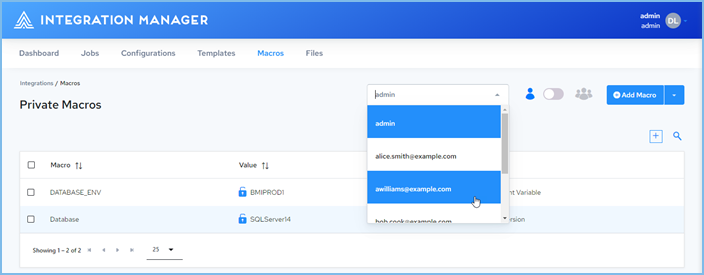 INTEGRATION MANAGER
admin
admin
DL
Dashboard Jobs Configurations Templates Macros Files
Integrations / Macros
Private Macros
admin
Add Macro
admin
alice.smith@example.com
awilliams@example.com
bob.cook@example.com
Macro Value
DATABASE_ENV BMIPROD1 nt Variable
Database SQLServer14 ersion
Showing 1 – 2 of 2 25